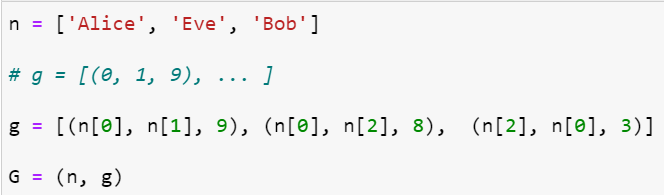 n = ['Alice', 'Eve', 'Bob']
# g = [(0, 1, 9), ... ]
g = [(n[0], n[1], 9), (n[0], n[2], 8),  (n[2], n[0], 3)]
G = (n, g)